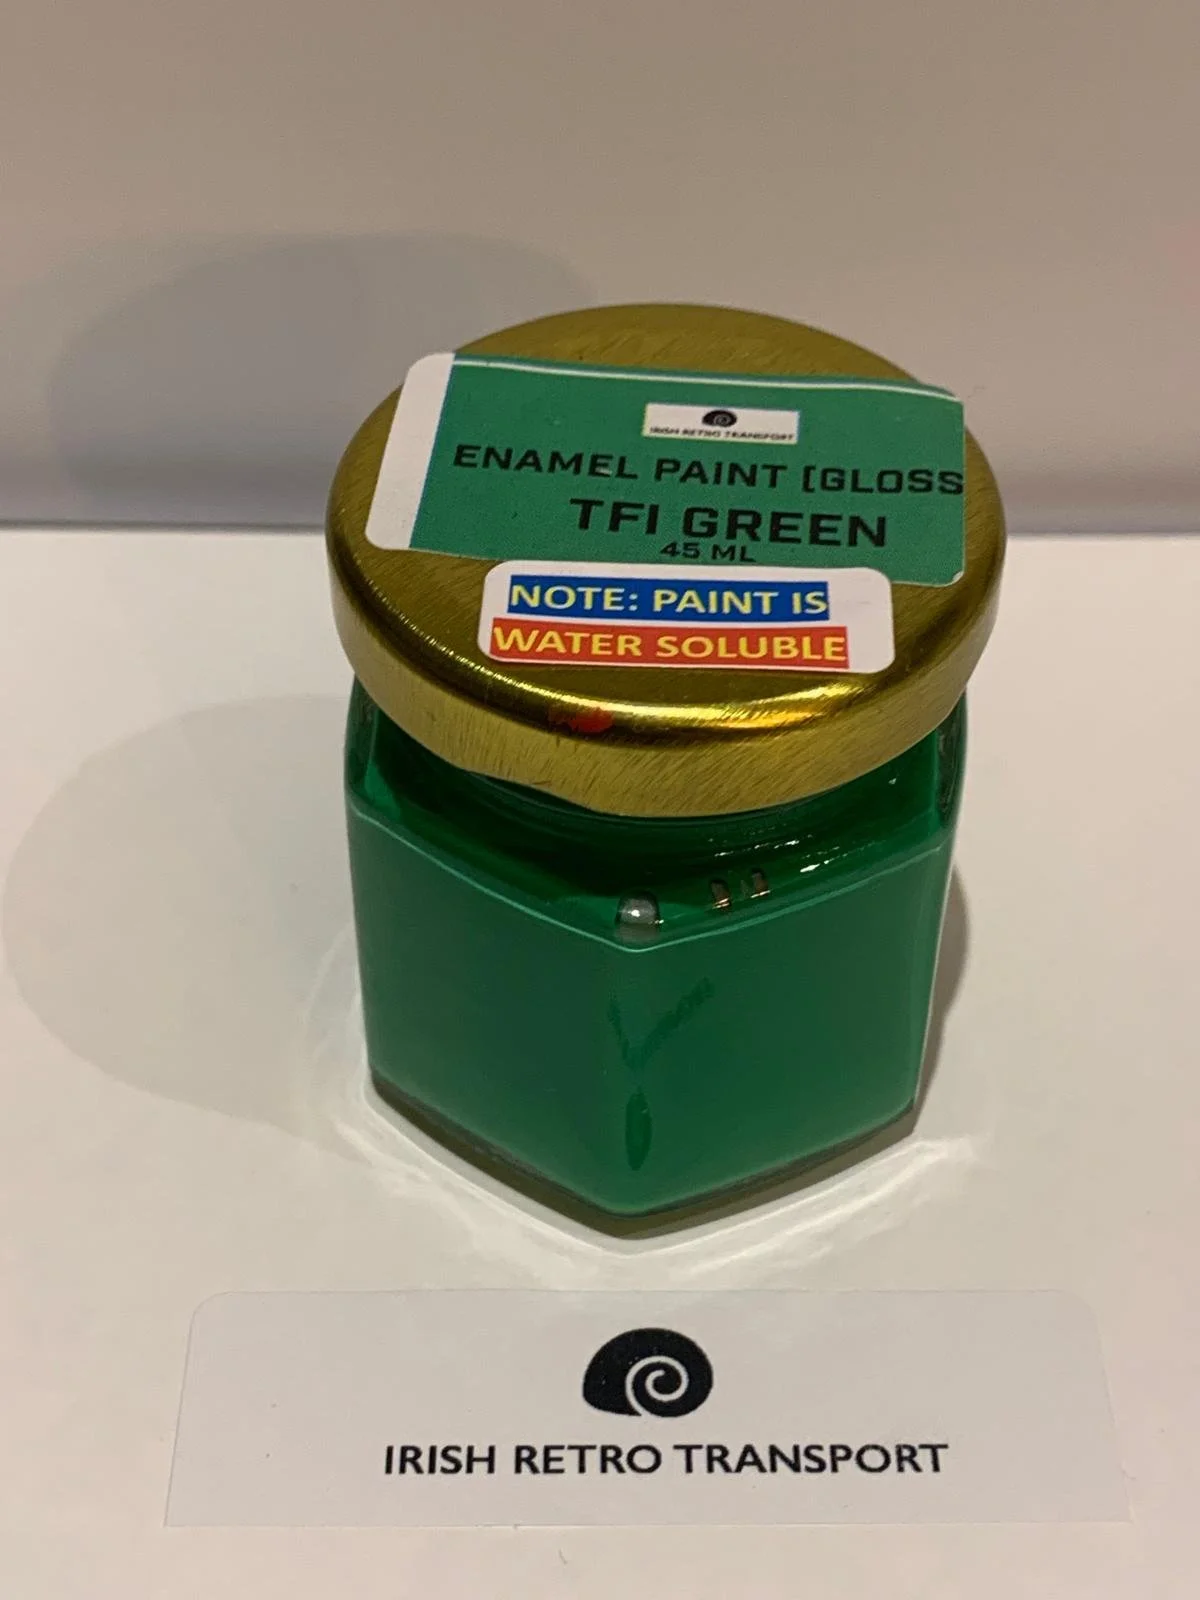 IRISH RETRO TRANSPORT
ENAMEL PAINT [GLOSS
TFI GREEN
45 ML
NOTE: PAINT IS
WATER SOLUBLE
IRISH RETRO TRANSPORT